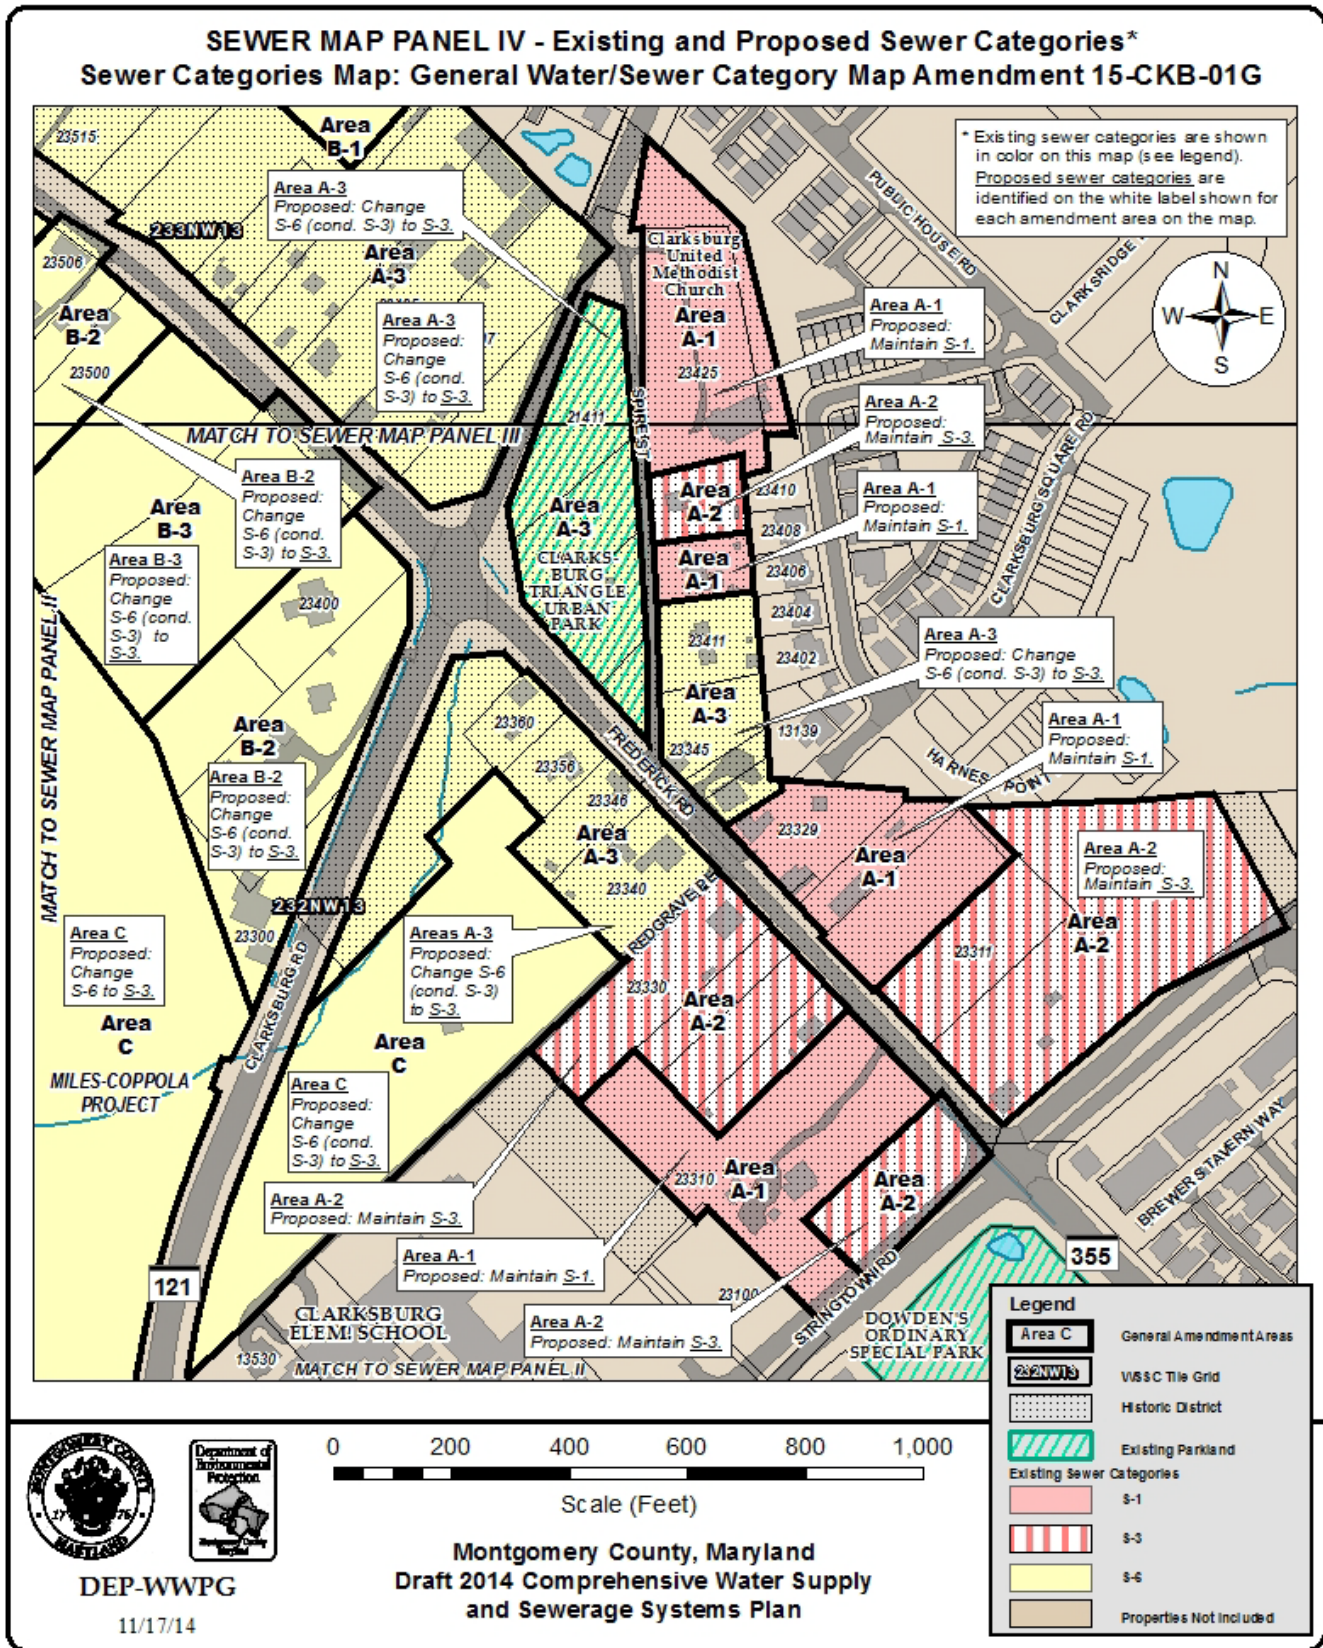 SEWER MAP PANEL IV - Existing and Proposed Sewer Categories*
Sewer Categories Map: General Water/Sewer Category Map Amendment 15-CKB-01G
* Existing sewer categories are shown
in color on this map (see legend).
Proposed sewer categories are
identified on the white label shown for
each amendment area on the map.
23515
Area
B-1
Area A-3
Proposed: Change
S-6 (cond. S-3) to S-3.
233NW13
Area
A-3
23506
Area
B-2
23500
Area A-3
Proposed:
Change
S-6 (cond.
S-3) to S-3.
Clarksburg
United
Methodist
Church
Area
A-1
23425
PUBLIC HOUSE RD
CLARKSRIDGE
N
W
E
S
Area A-1
Proposed:
Maintain S-1.
Area A-2
Proposed:
Maintain S-3.
21411
SPIRE ST
MATCH TO SEWER MAP PANEL III
Area B-2
Proposed:
Change
S-6 (cond.
S-3) to S-3.
Area
B-3
Area B-3
Proposed:
Change
S-6 (cond.
S-3) to
S-3.
MATCH TO SEWER MAP PANEL II
Area
A-3
CLARKS-
BURG
TRIANGLE
URBAN
PARK
Area
A-2
Area
A-1
23410
23408
23406
23404
23402
Area A-1
Proposed:
Maintain S-1.
CLARKSBURG SQUARE RD
23400
23411
Area
A-3
23345
13139
Area A-3
Proposed: Change
S-6 (cond. S-3) to S-3.
Area A-1
Proposed:
Maintain S-1.
HARNESS POINT
Area
B-2
Area B-2
Proposed:
Change
S-6 (cond.
S-3) to S-3.
23360
23356
23346
FREDERICK RD
Area
A-3
23340
REDGRAVE
23329
Area
A-1
Area A-2
Proposed:
Maintain S-3.
Area
A-2
23311
232NW13
23300
CLARKSBURG RD
Area C
Proposed:
Change
S-6 to S-3.
Area
C
MILES-COPPOLA
PROJECT
Areas A-3
Proposed:
Change S-6
(cond. S-3)
to S-3.
23330
Area
A-2
Area
C
Area C
Proposed:
Change
S-6 (cond.
S-3) to S-3.
Area A-2
Proposed: Maintain S-3.
Area A-1
Proposed: Maintain S-1.
Area A-2
Proposed: Maintain S-3.
23310
Area
A-1
Area
A-2
23100
STRINGTOWN RD
BREWERS TAVERN WAY
355
121
CLARKSBURG
ELEM. SCHOOL
13530
MATCH TO SEWER MAP PANEL II
DOWDEN'S
ORDINARY
SPECIAL PARK
Legend
Area C
General Amendment Areas
232NW13
WSSC Tile Grid
Historic District
Existing Parkland
Existing Sewer Categories
S-1
S-3
S-6
Properties Not Included
MONTGOMERY COUNTY
17 76
MARYLAND
Department of
Environmental
Protection
Montgomery County
Maryland
DEP-WWPG
11/17/14
0 200 400 600 800 1,000
Scale (Feet)
Montgomery County, Maryland
Draft 2014 Comprehensive Water Supply
and Sewerage Systems Plan